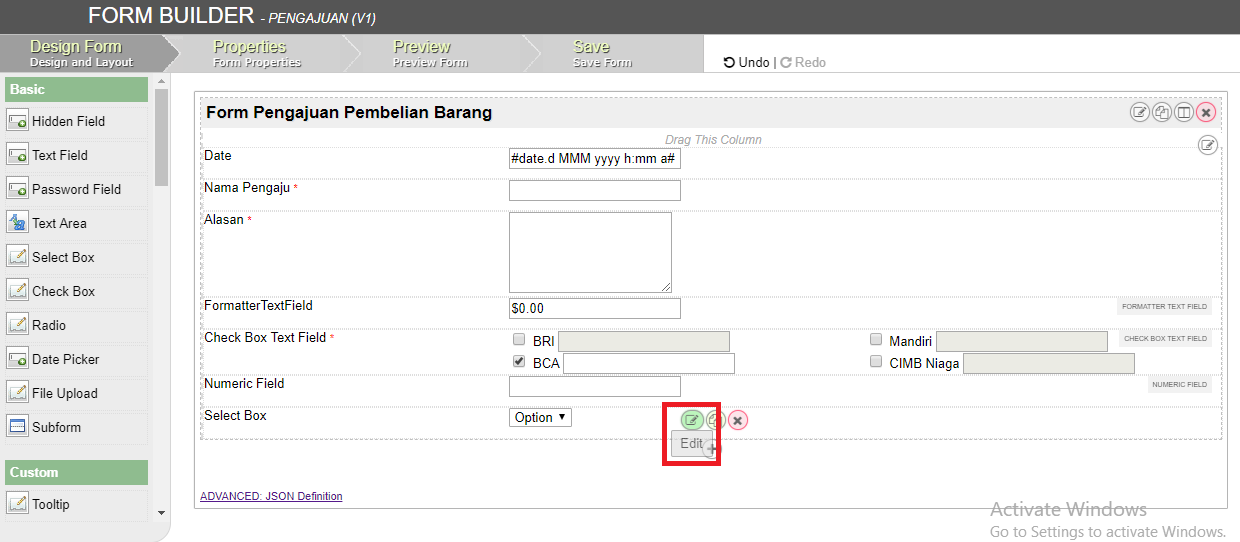 FORM BUILDER - PENGAJUAN (V1)
Design Form
Design and Layout
Properties
Form Properties
Preview
Preview Form
Save
Save Form
Undo | Redo
Basic
Hidden Field
Text Field
Password Field
Text Area
Select Box
Check Box
Radio
Date Picker
File Upload
Subform
Custom
Tooltip
Form Pengajuan Pembelian Barang
Drag This Column
Date
#date.d MMM yyyy h:mm a#
Nama Pengaju *
Alasan *
FormatterTextField
$0.00
FORMATTER TEXT FIELD
Check Box Text Field *
BRI
Mandiri
CHECK BOX TEXT FIELD
BCA
CIMB Niaga
Numeric Field
NUMERIC FIELD
Select Box
Option
Edit
ADVANCED: JSON Definition
Activate Windows
Go to Settings to activate Windows.